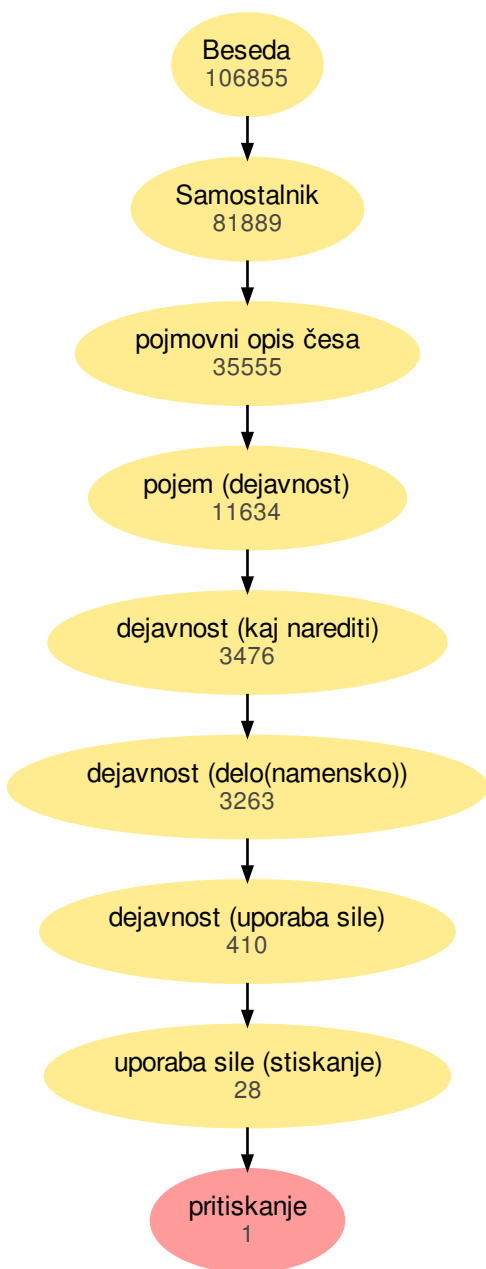 Beseda
106855
Samostalnik
81889
pojmovni opis česa
35555
pojem (dejavnost)
11634
dejavnost (kaj narediti)
3476
dejavnost (delo(namensko))
3263
dejavnost (uporaba sile)
410
uporaba sile (stiskanje)
28
pritiskanje
1